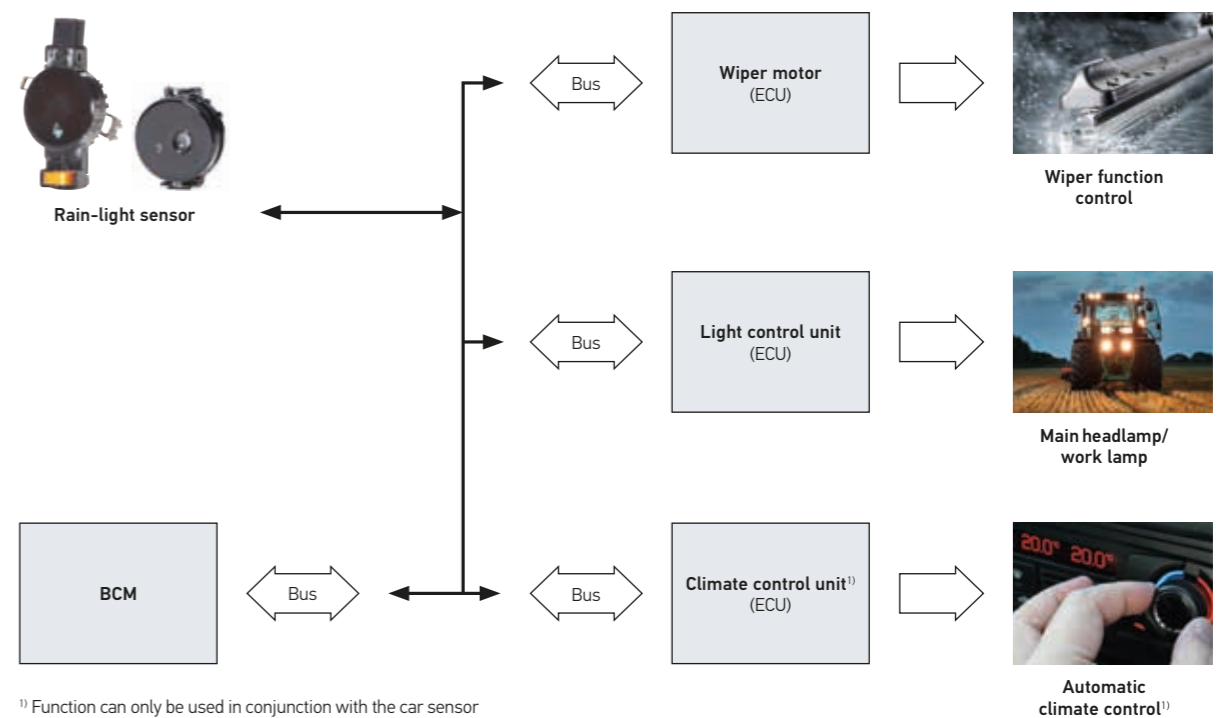 Rain-light sensor
Bus
Wiper motor
(ECU)
Wiper function
control
Bus
Light control unit
(ECU)
Main headlamp/
work lamp
BCM
Bus
Bus
Climate control unit¹⁾
(ECU)
20.0° 20.0°
Automatic
climate control¹⁾
¹⁾ Function can only be used in conjunction with the car sensor